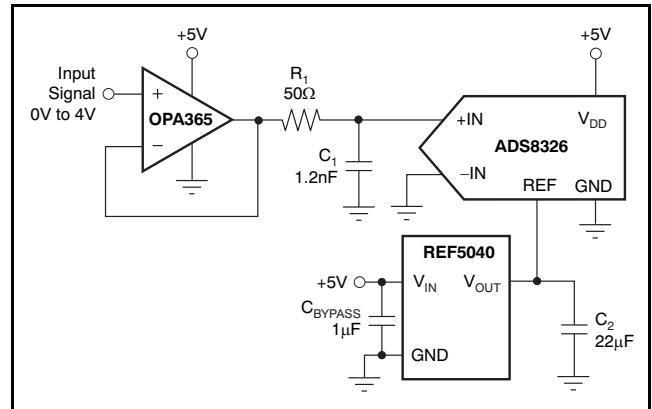 +5V
Input
Signal
0V to 4V
+
OPA365
−
R1
50Ω
C1
1.2nF
+5V
+IN
VDD
ADS8326
−IN
REF
GND
REF5040
+5V
VIN
VOUT
CBYPASS
1μF
GND
C2
22μF